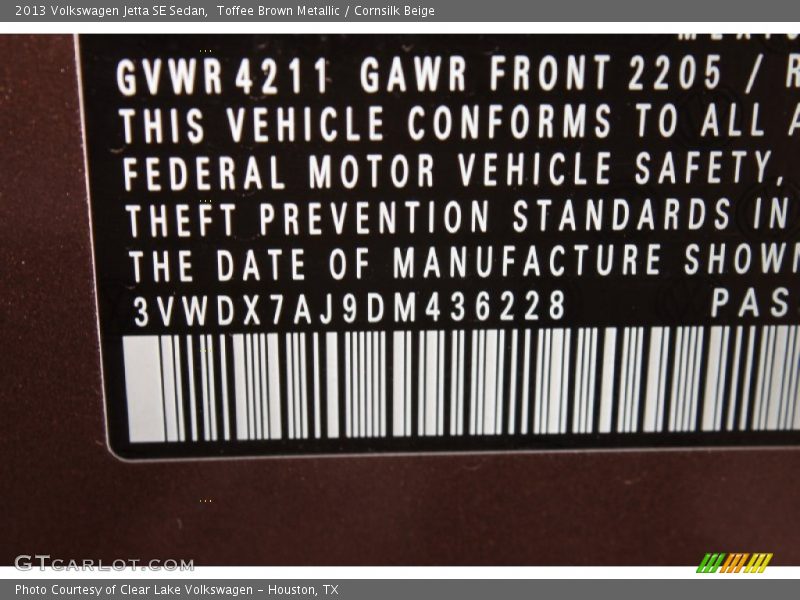 2013 Volkswagen Jetta SE Sedan,  Toffee Brown Metallic / Cornsilk Beige
GVWR 4211 GAWR FRONT 2205 /
THIS VEHICLE CONFORMS TO ALL
FEDERAL MOTOR VEHICLE SAFETY,
THEFT PREVENTION STANDARDS IN
THE DATE OF MANUFACTURE SHOWN
3VWDX7AJ9DM436228 PAS
GTCARLOT.COM
Photo Courtesy of Clear Lake Volkswagen – Houston, TX